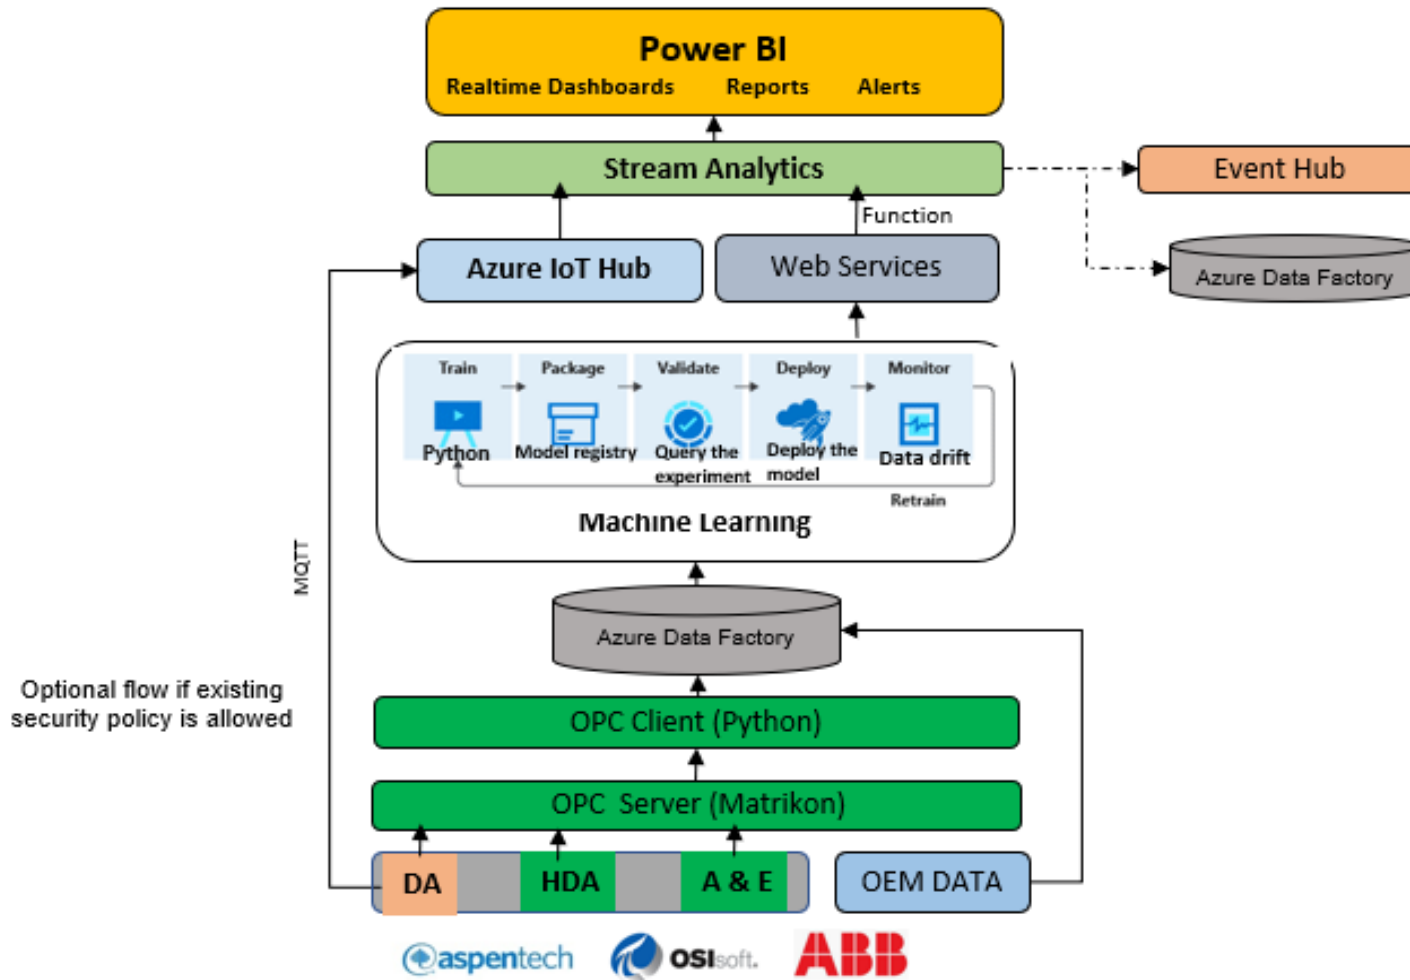 Power BI
Realtime Dashboards Reports Alerts
Stream Analytics
Event Hub
Function
Azure IoT Hub
Web Services
Azure Data Factory
Train Package Validate Deploy Monitor
Python
Model registry
Query the
experiment
Deploy the
model
Data drift
Retrain
Machine Learning
MQTT
Azure Data Factory
Optional flow if existing
security policy is allowed
OPC Client (Python)
OPC Server (Matrikon)
DA HDA A & E OEM DATA
aspentech OSIsoft. ABB